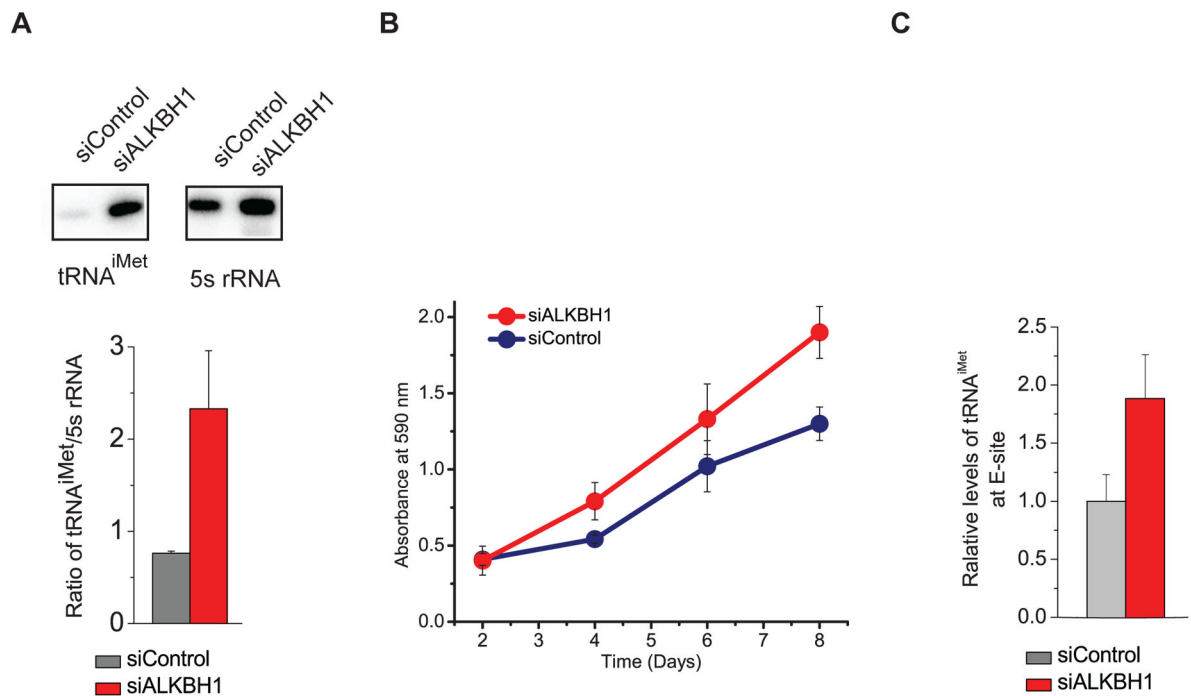 A
siControl
siALKBH1
siControl
siALKBH1
tRNA^iMet
5s rRNA
Ratio of tRNA^iMet/5s rRNA
3
2
1
0
siControl
siALKBH1
B
Absorbance at 590 nm
2.0
1.5
1.0
0.5
0.0
siALKBH1
siControl
2 3 4 5 6 7 8
Time (Days)
C
Ralative levels of tRNA^iMet
at E-site
2.5
2.0
1.5
1.0
0.5
0.0
siControl
siALKBH1